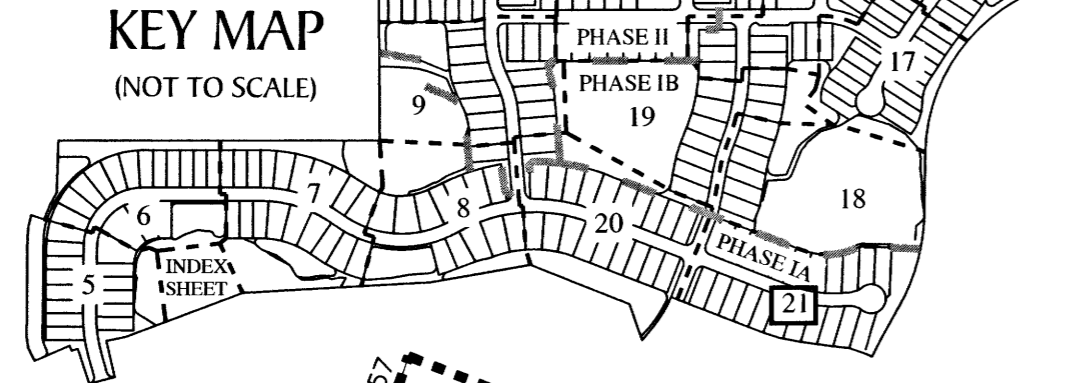 KEY MAP
(NOT TO SCALE)
PHASE II
PHASE IB
17
9
19
18
7
8
6
20
PHASE IA
INDEX
SHEET
5
21
57